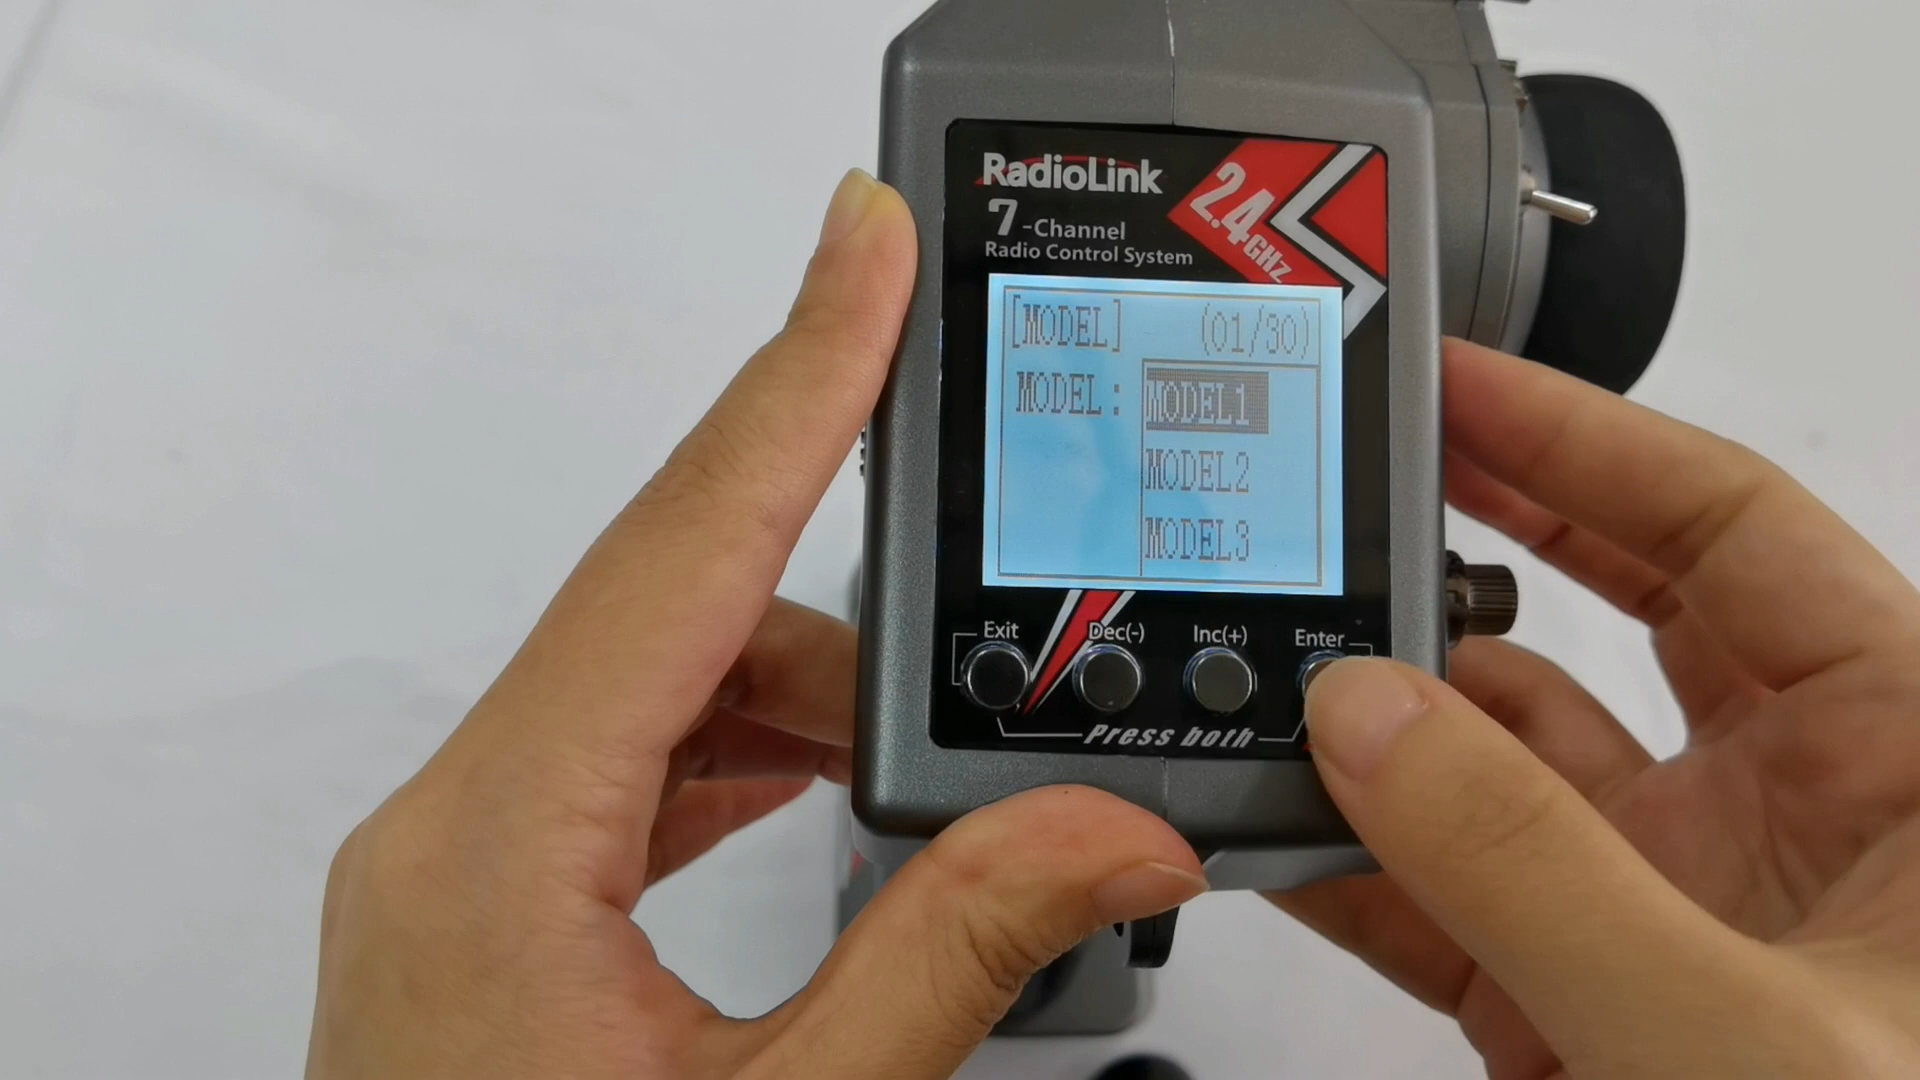 RadioLink
7-Channel
Radio Control System
2.4GHz
[MODEL] (01/30)
MODEL: MODEL1
MODEL2
MODEL3
Exit Dec(-) Inc(+) Enter
Press both